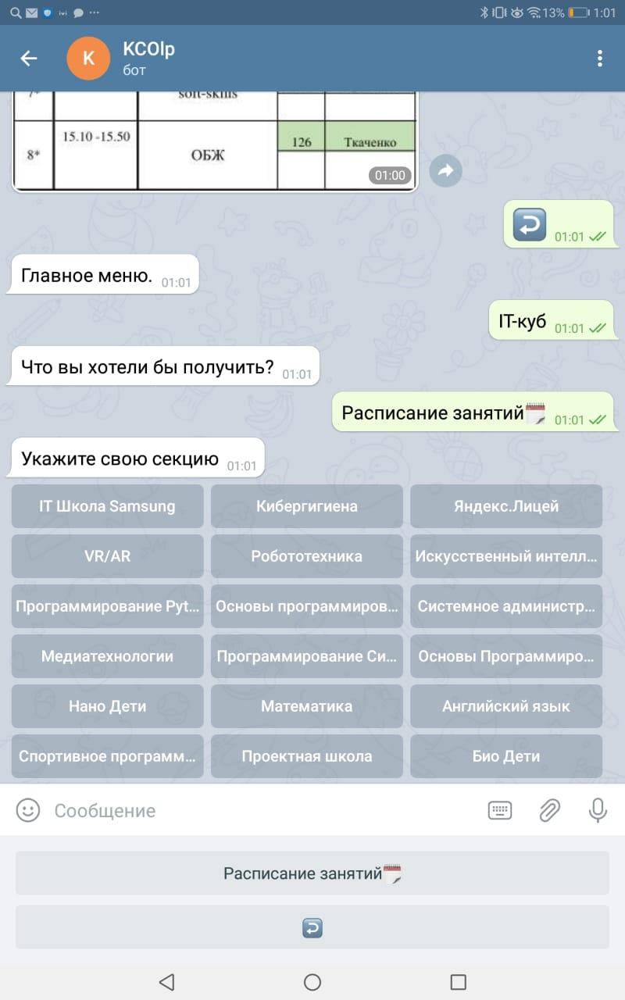 13% 1:01
K
KCOlp
бот
7*
soft-skills
8*
15.10 -15.50
ОБЖ
126
Ткаченко
01:00
01:01
Главное меню. 01:01
IT-куб 01:01
Что вы хотели бы получить? 01:01
Расписание занятий 01:01
Укажите свою секцию 01:01
IT Школа Samsung
Кибергигиена
Яндекс.Лицей
VR/AR
Робототехника
Искусственный интелл...
Программирование Pyt...
Основы программиров...
Системное администр...
Медиатехнологии
Программирование Си...
Основы Программиро...
Нано Дети
Математика
Английский язык
Спортивное программ...
Проектная школа
Био Дети
Сообщение
Расписание занятий